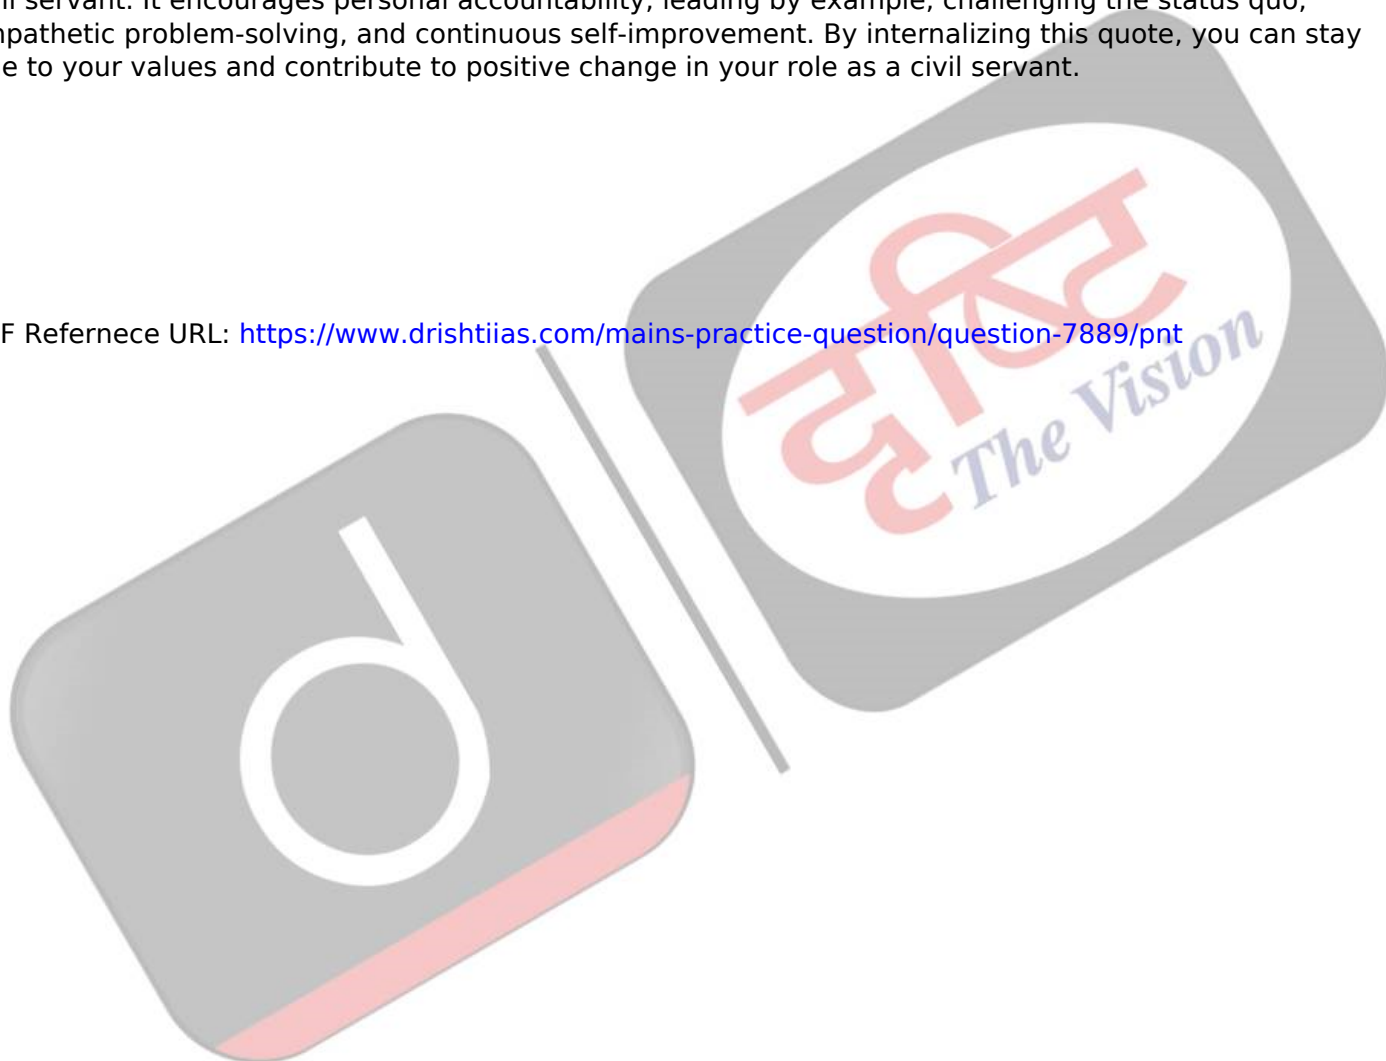 il servant. It encourages personal accountability, leading by example, challenging the status quo,
npathetic problem-solving, and continuous self-improvement. By internalizing this quote, you can stay
e to your values and contribute to positive change in your role as a civil servant.
F Refernece URL: https://www.drishtiias.com/mains-practice-question/question-7889/pnt
दृष्टि
The Vision
d